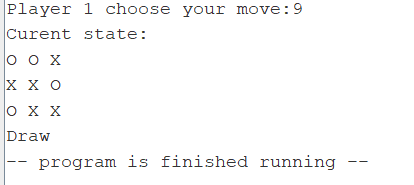 Player 1 choose your move:9
Curent state:
O O X
X X O
O X X
Draw
-- program is finished running --